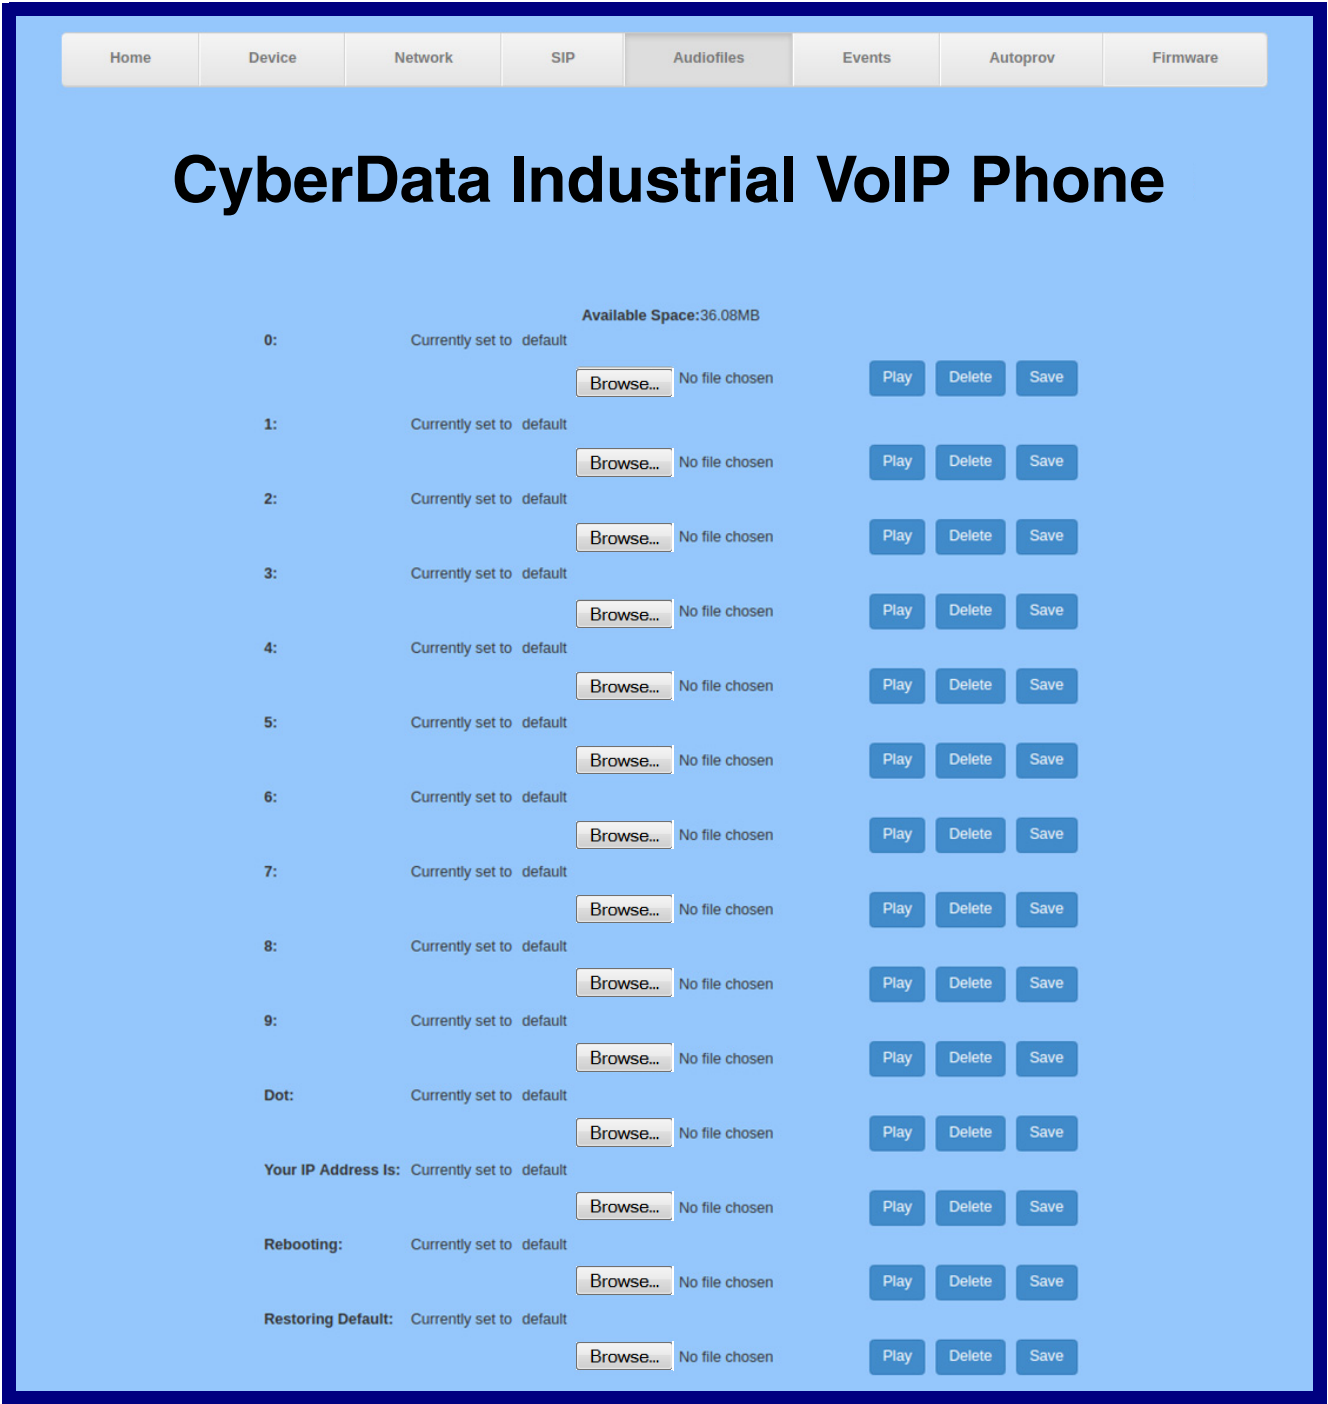 Home Device Network SIP Audiofiles Events Autoprov Firmware
CyberData Industrial VoIP Phone
Available Space:36.08MB
0: Currently set to default
Browse... No file chosen Play Delete Save
1: Currently set to default
Browse... No file chosen Play Delete Save
2: Currently set to default
Browse... No file chosen Play Delete Save
3: Currently set to default
Browse... No file chosen Play Delete Save
4: Currently set to default
Browse... No file chosen Play Delete Save
5: Currently set to default
Browse... No file chosen Play Delete Save
6: Currently set to default
Browse... No file chosen Play Delete Save
7: Currently set to default
Browse... No file chosen Play Delete Save
8: Currently set to default
Browse... No file chosen Play Delete Save
9: Currently set to default
Browse... No file chosen Play Delete Save
Dot: Currently set to default
Browse... No file chosen Play Delete Save
Your IP Address Is: Currently set to default
Browse... No file chosen Play Delete Save
Rebooting: Currently set to default
Browse... No file chosen Play Delete Save
Restoring Default: Currently set to default
Browse... No file chosen Play Delete Save